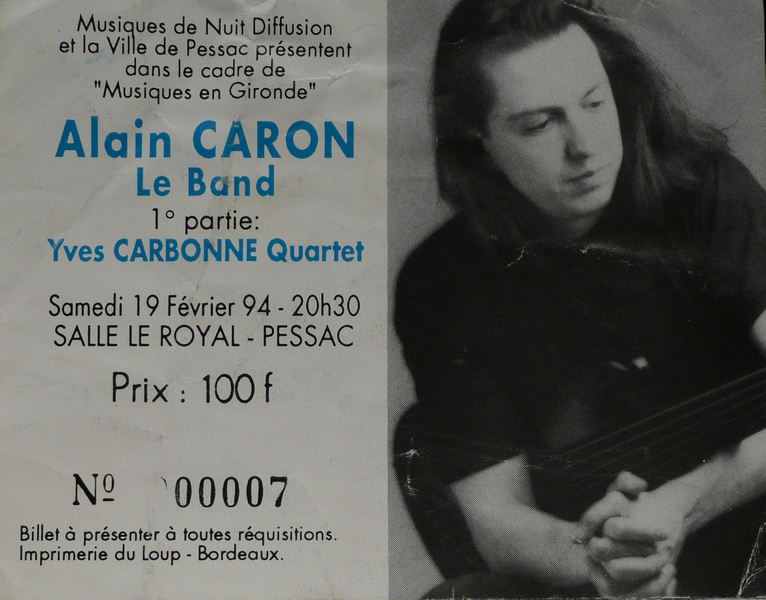 Musiques de Nuit Diffusion
et la Ville de Pessac présentent
dans le cadre de
"Musiques en Gironde"
Alain CARON
Le Band
1° partie:
Yves CARBONNE Quartet
Samedi 19 Février 94 - 20h30
SALLE LE ROYAL - PESSAC
Prix : 100 f
Nº 00007
Billet à présenter à toutes réquisitions.
Imprimerie du Loup - Bordeaux.